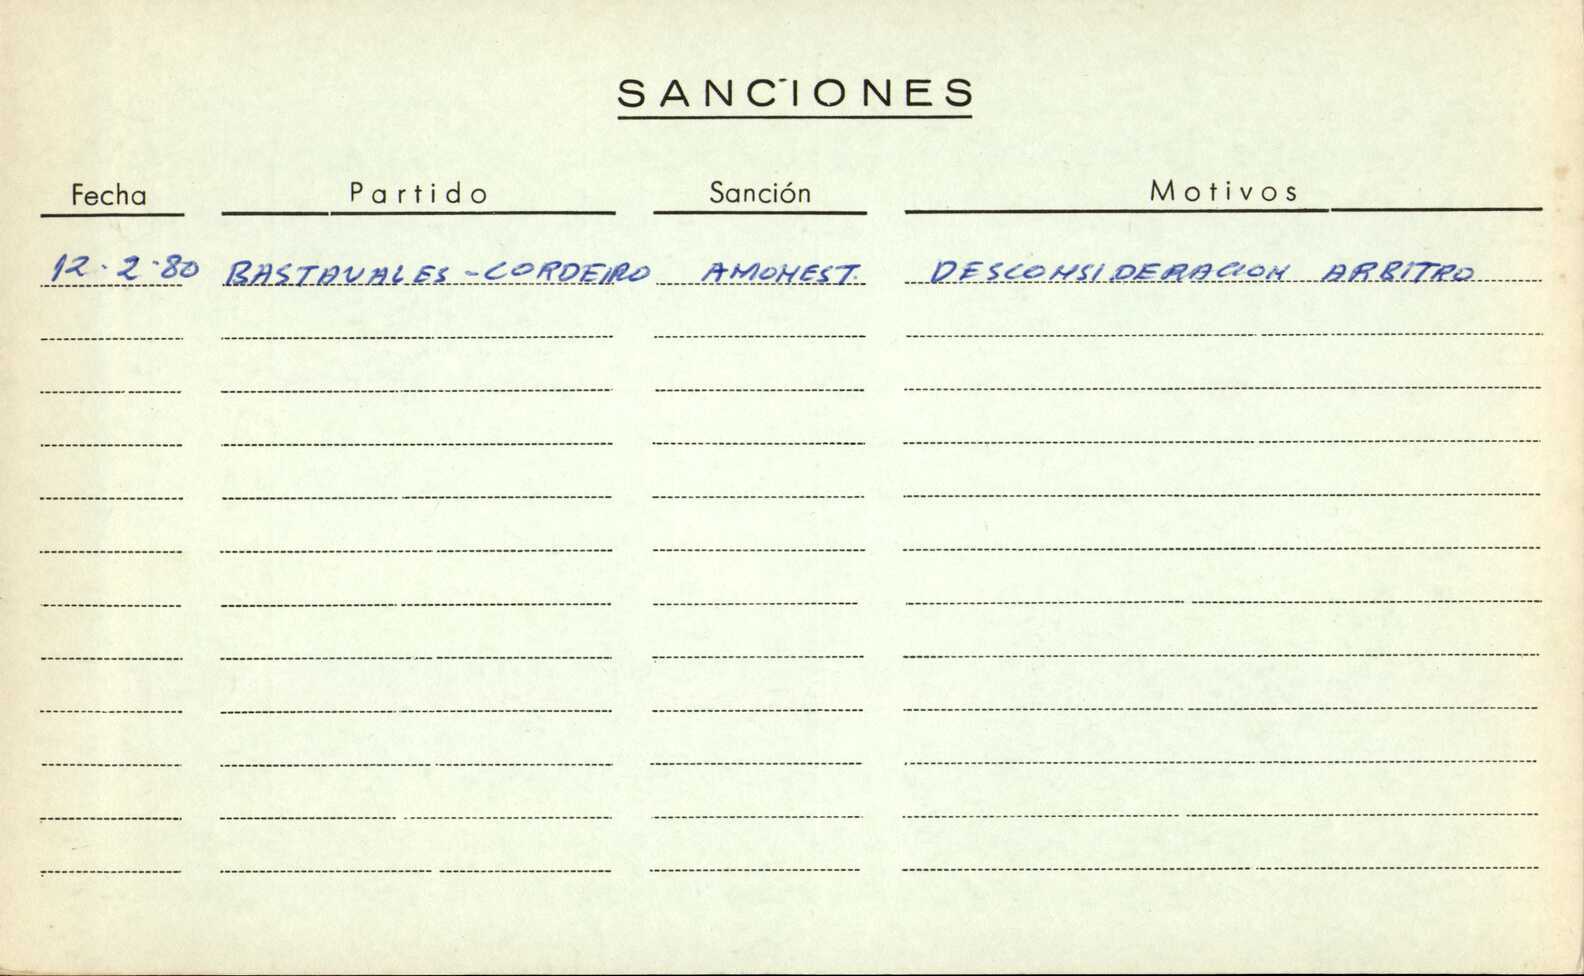 SANCIONES
Fecha Partido Sanción Motivos
12-2-80 BASTAVALES-CORDEIRO AMONEST. DESCONSIDERACION ARBITRO